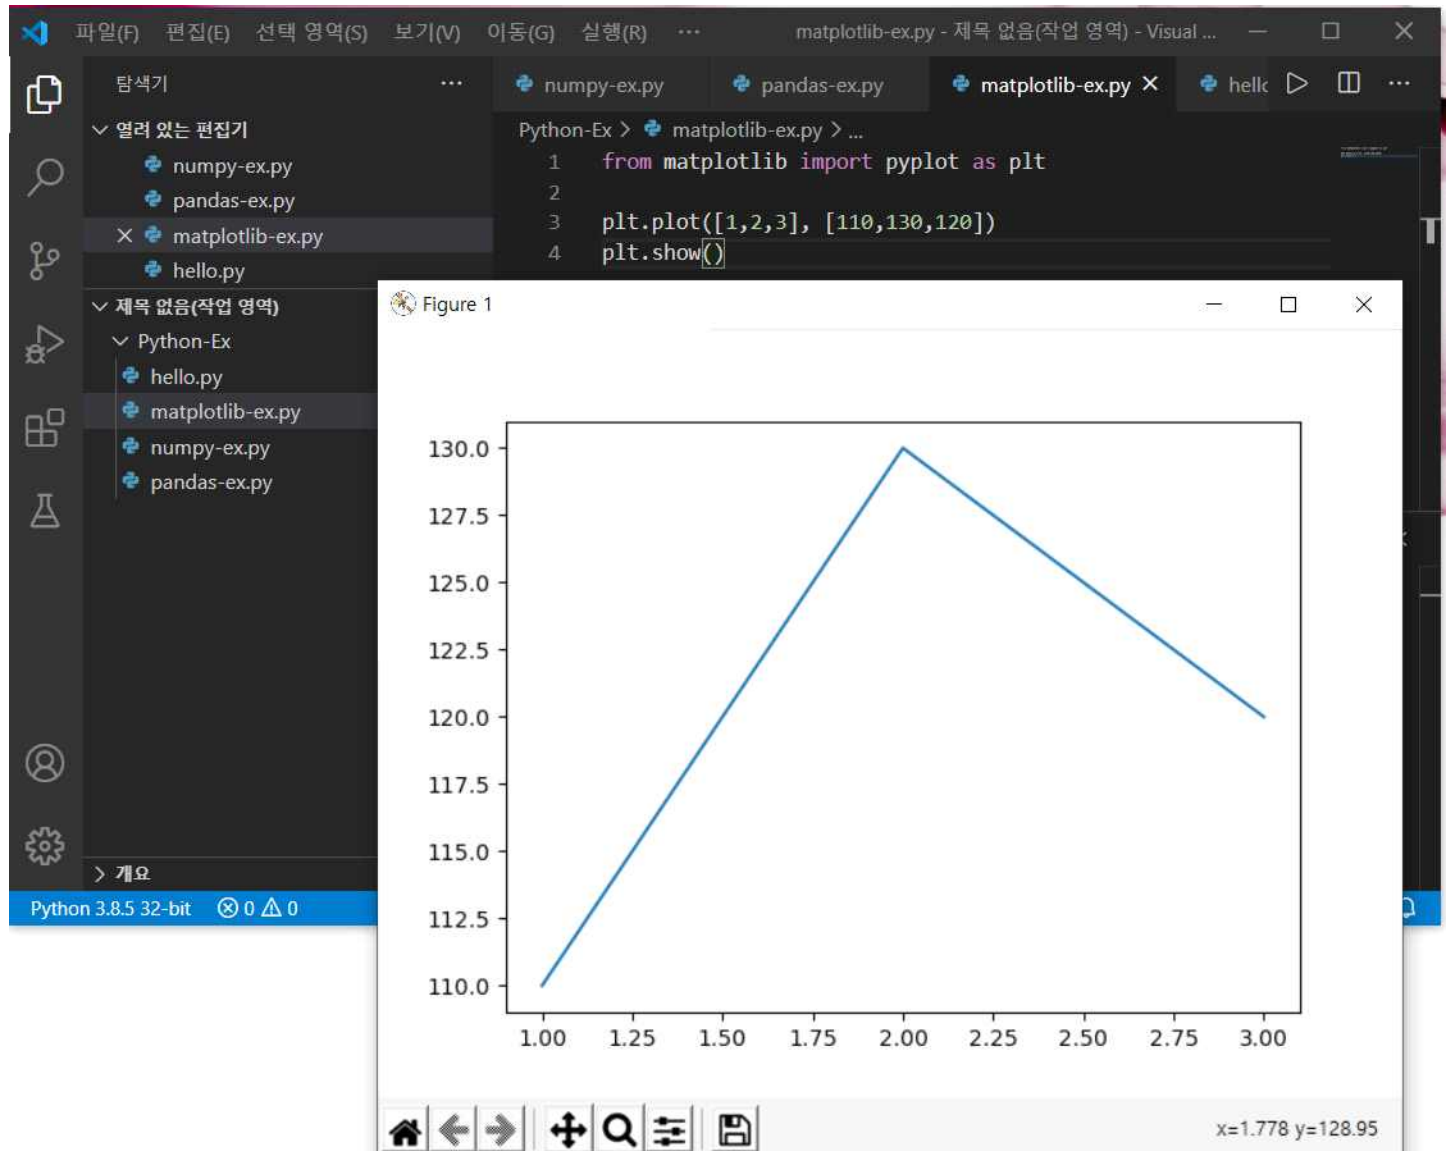 파일(F) 편집(E) 선택 영역(S) 보기(V) 이동(G) 실행(R) ··· matplotlib-ex.py - 제목 없음(작업 영역) - Visual ...
탐색기 ···
numpy-ex.py pandas-ex.py matplotlib-ex.py hello ···
열려 있는 편집기
numpy-ex.py
pandas-ex.py
matplotlib-ex.py
hello.py
제목 없음(작업 영역)
Python-Ex
hello.py
matplotlib-ex.py
numpy-ex.py
pandas-ex.py
개요
Python-Ex > matplotlib-ex.py > ...
1 from matplotlib import pyplot as plt
2
3 plt.plot([1,2,3], [110,130,120])
4 plt.show()
Figure 1
130.0
127.5
125.0
122.5
120.0
117.5
115.0
112.5
110.0
1.00 1.25 1.50 1.75 2.00 2.25 2.50 2.75 3.00
x=1.778 y=128.95
Python 3.8.5 32-bit 0 0